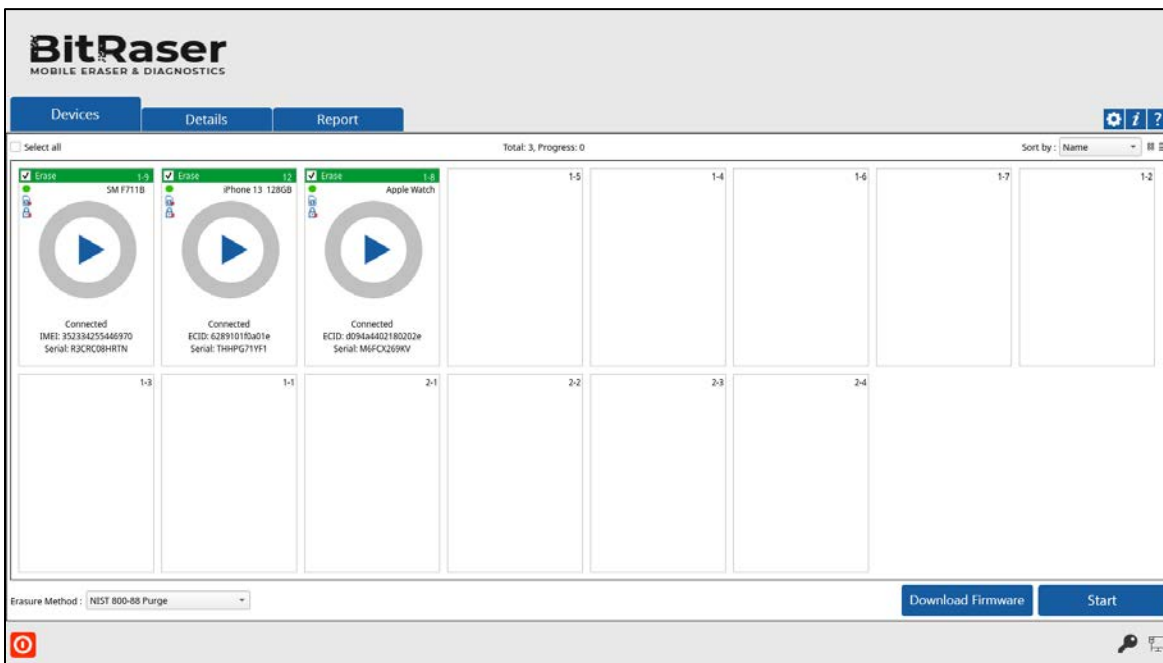 BitRaser
MOBILE ERASER & DIAGNOSTICS
Devices Details Report
i ?
Select all Total: 3, Progress: 0 Sort by : Name
Erase 1-9 Erase 12 Erase 1-8 1-5 1-4 1-6 1-7 1-2
SM F711B iPhone 13 128GB Apple Watch
Connected Connected Connected
IMEI: 352334255446970 ECID: 6289101f0a01e ECID: d094a4402180202e
Serial: R3CRC08HRTN Serial: THHPG71YF1 Serial: M6FCX269KV
1-3 1-1 2-1 2-2 2-3 2-4
Erasure Method : NIST 800-88 Purge Download Firmware Start